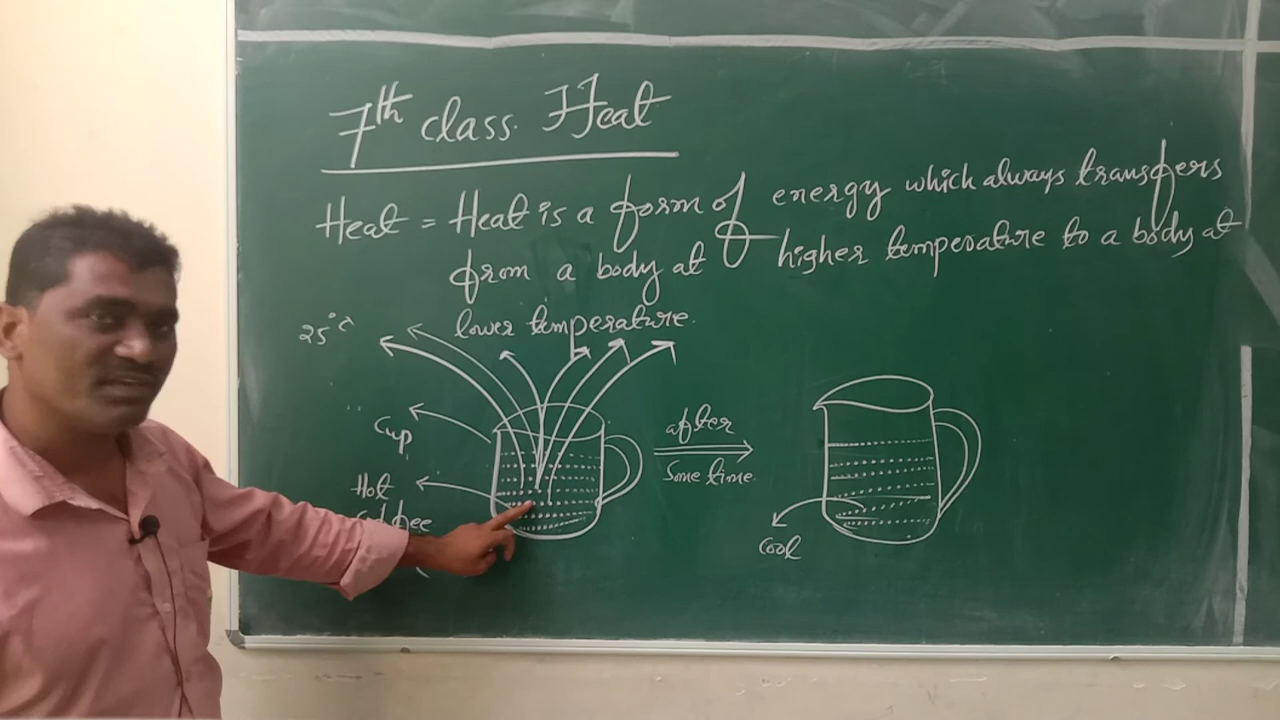 7th class. Heat
Heat = Heat is a form of energy which always transfers
from a body at higher temperature to a body at
lower temperature.
25°C
Cup
after
Some time.
Hot
Cool